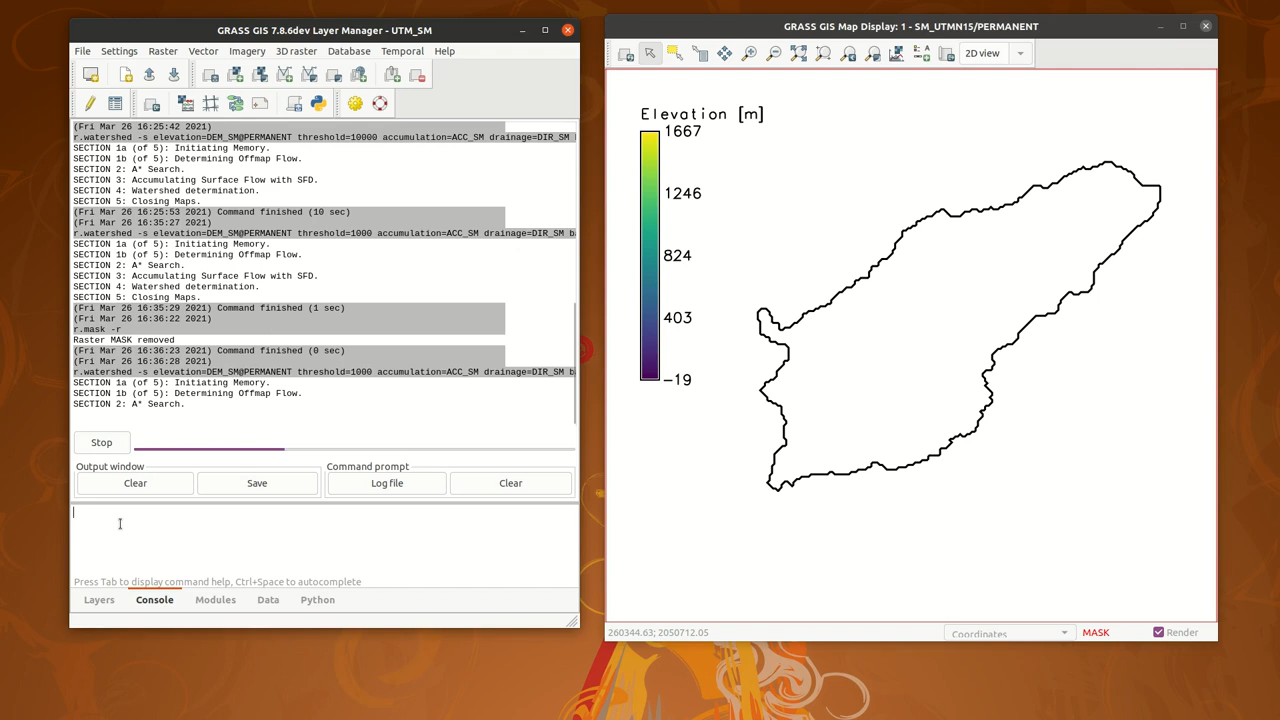 GRASS GIS 7.8.6dev Layer Manager - UTM_SM
File Settings Raster Vector Imagery 3D raster Database Temporal Help
(Fri Mar 26 16:25:42 2021)
r.watershed -s elevation=DEM_SM@PERMANENT threshold=10000 accumulation=ACC_SM drainage=DIR_SM
SECTION 1a (of 5): Initiating Memory.
SECTION 1b (of 5): Determining Offmap Flow.
SECTION 2: A* Search.
SECTION 3: Accumulating Surface Flow with SFD.
SECTION 4: Watershed determination.
SECTION 5: Closing Maps.
(Fri Mar 26 16:25:53 2021) Command finished (10 sec)
(Fri Mar 26 16:35:27 2021)
r.watershed -s elevation=DEM_SM@PERMANENT threshold=1000 accumulation=ACC_SM drainage=DIR_SM b
SECTION 1a (of 5): Initiating Memory.
SECTION 1b (of 5): Determining Offmap Flow.
SECTION 2: A* Search.
SECTION 3: Accumulating Surface Flow with SFD.
SECTION 4: Watershed determination.
SECTION 5: Closing Maps.
(Fri Mar 26 16:35:29 2021) Command finished (1 sec)
(Fri Mar 26 16:36:22 2021)
r.mask -r
Raster MASK removed
(Fri Mar 26 16:36:23 2021) Command finished (0 sec)
(Fri Mar 26 16:36:28 2021)
r.watershed -s elevation=DEM_SM@PERMANENT threshold=1000 accumulation=ACC_SM drainage=DIR_SM b
SECTION 1a (of 5): Initiating Memory.
SECTION 1b (of 5): Determining Offmap Flow.
SECTION 2: A* Search.
Stop
Output window Command prompt
Clear Save Log file Clear
Press Tab to display command help, Ctrl+Space to autocomplete
Layers Console Modules Data Python
GRASS GIS Map Display: 1 - SM_UTMN15/PERMANENT
2D view
Elevation [m]
1667
1246
824
403
-19
260344.63; 2050712.05 Coordinates MASK Render